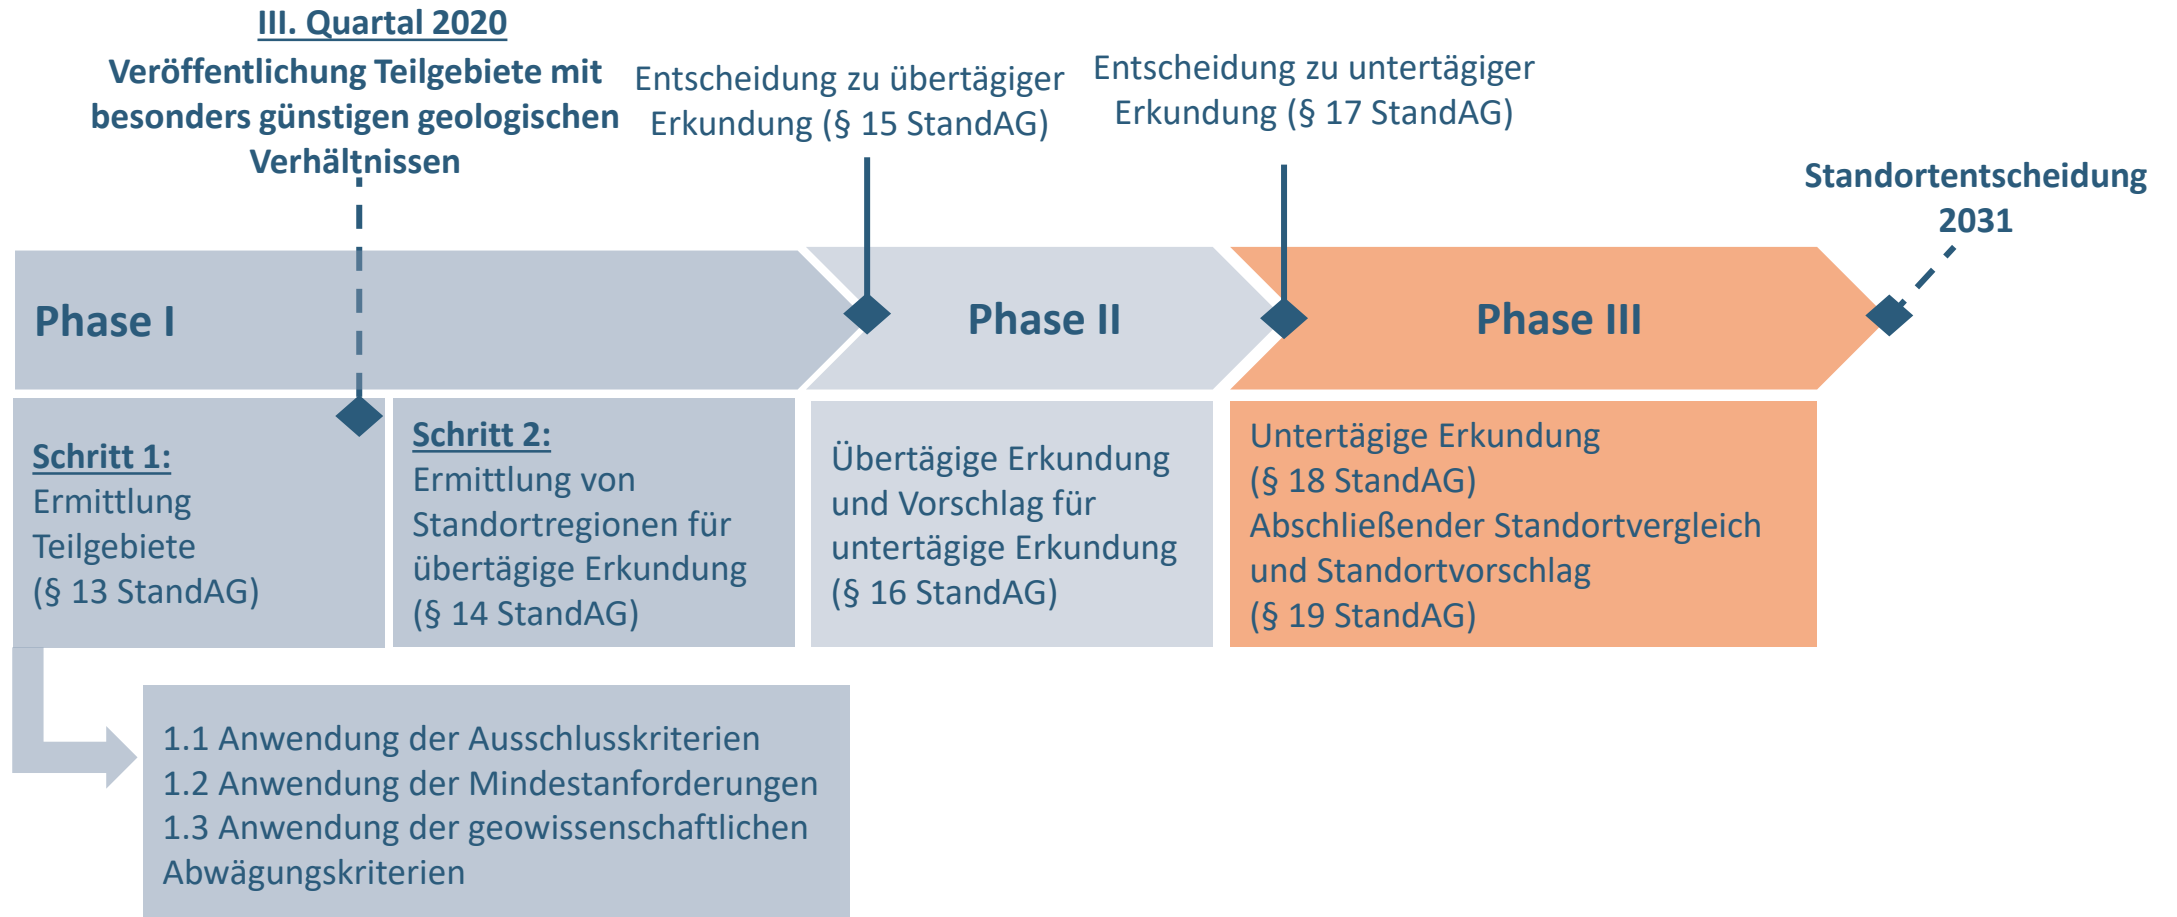 III. Quartal 2020
Veröffentlichung Teilgebiete mit
besonders günstigen geologischen
Verhältnissen
Entscheidung zu übertägiger
Erkundung (§ 15 StandAG)
Entscheidung zu untertägiger
Erkundung (§ 17 StandAG)
Standortentscheidung
2031
Phase I
Phase II
Phase III
Schritt 1:
Ermittlung
Teilgebiete
(§ 13 StandAG)
Schritt 2:
Ermittlung von
Standortregionen für
übertägige Erkundung
(§ 14 StandAG)
Übertägige Erkundung
und Vorschlag für
untertägige Erkundung
(§ 16 StandAG)
Untertägige Erkundung
(§ 18 StandAG)
Abschließender Standortvergleich
und Standortvorschlag
(§ 19 StandAG)
1.1 Anwendung der Ausschlusskriterien
1.2 Anwendung der Mindestanforderungen
1.3 Anwendung der geowissenschaftlichen
Abwägungskriterien